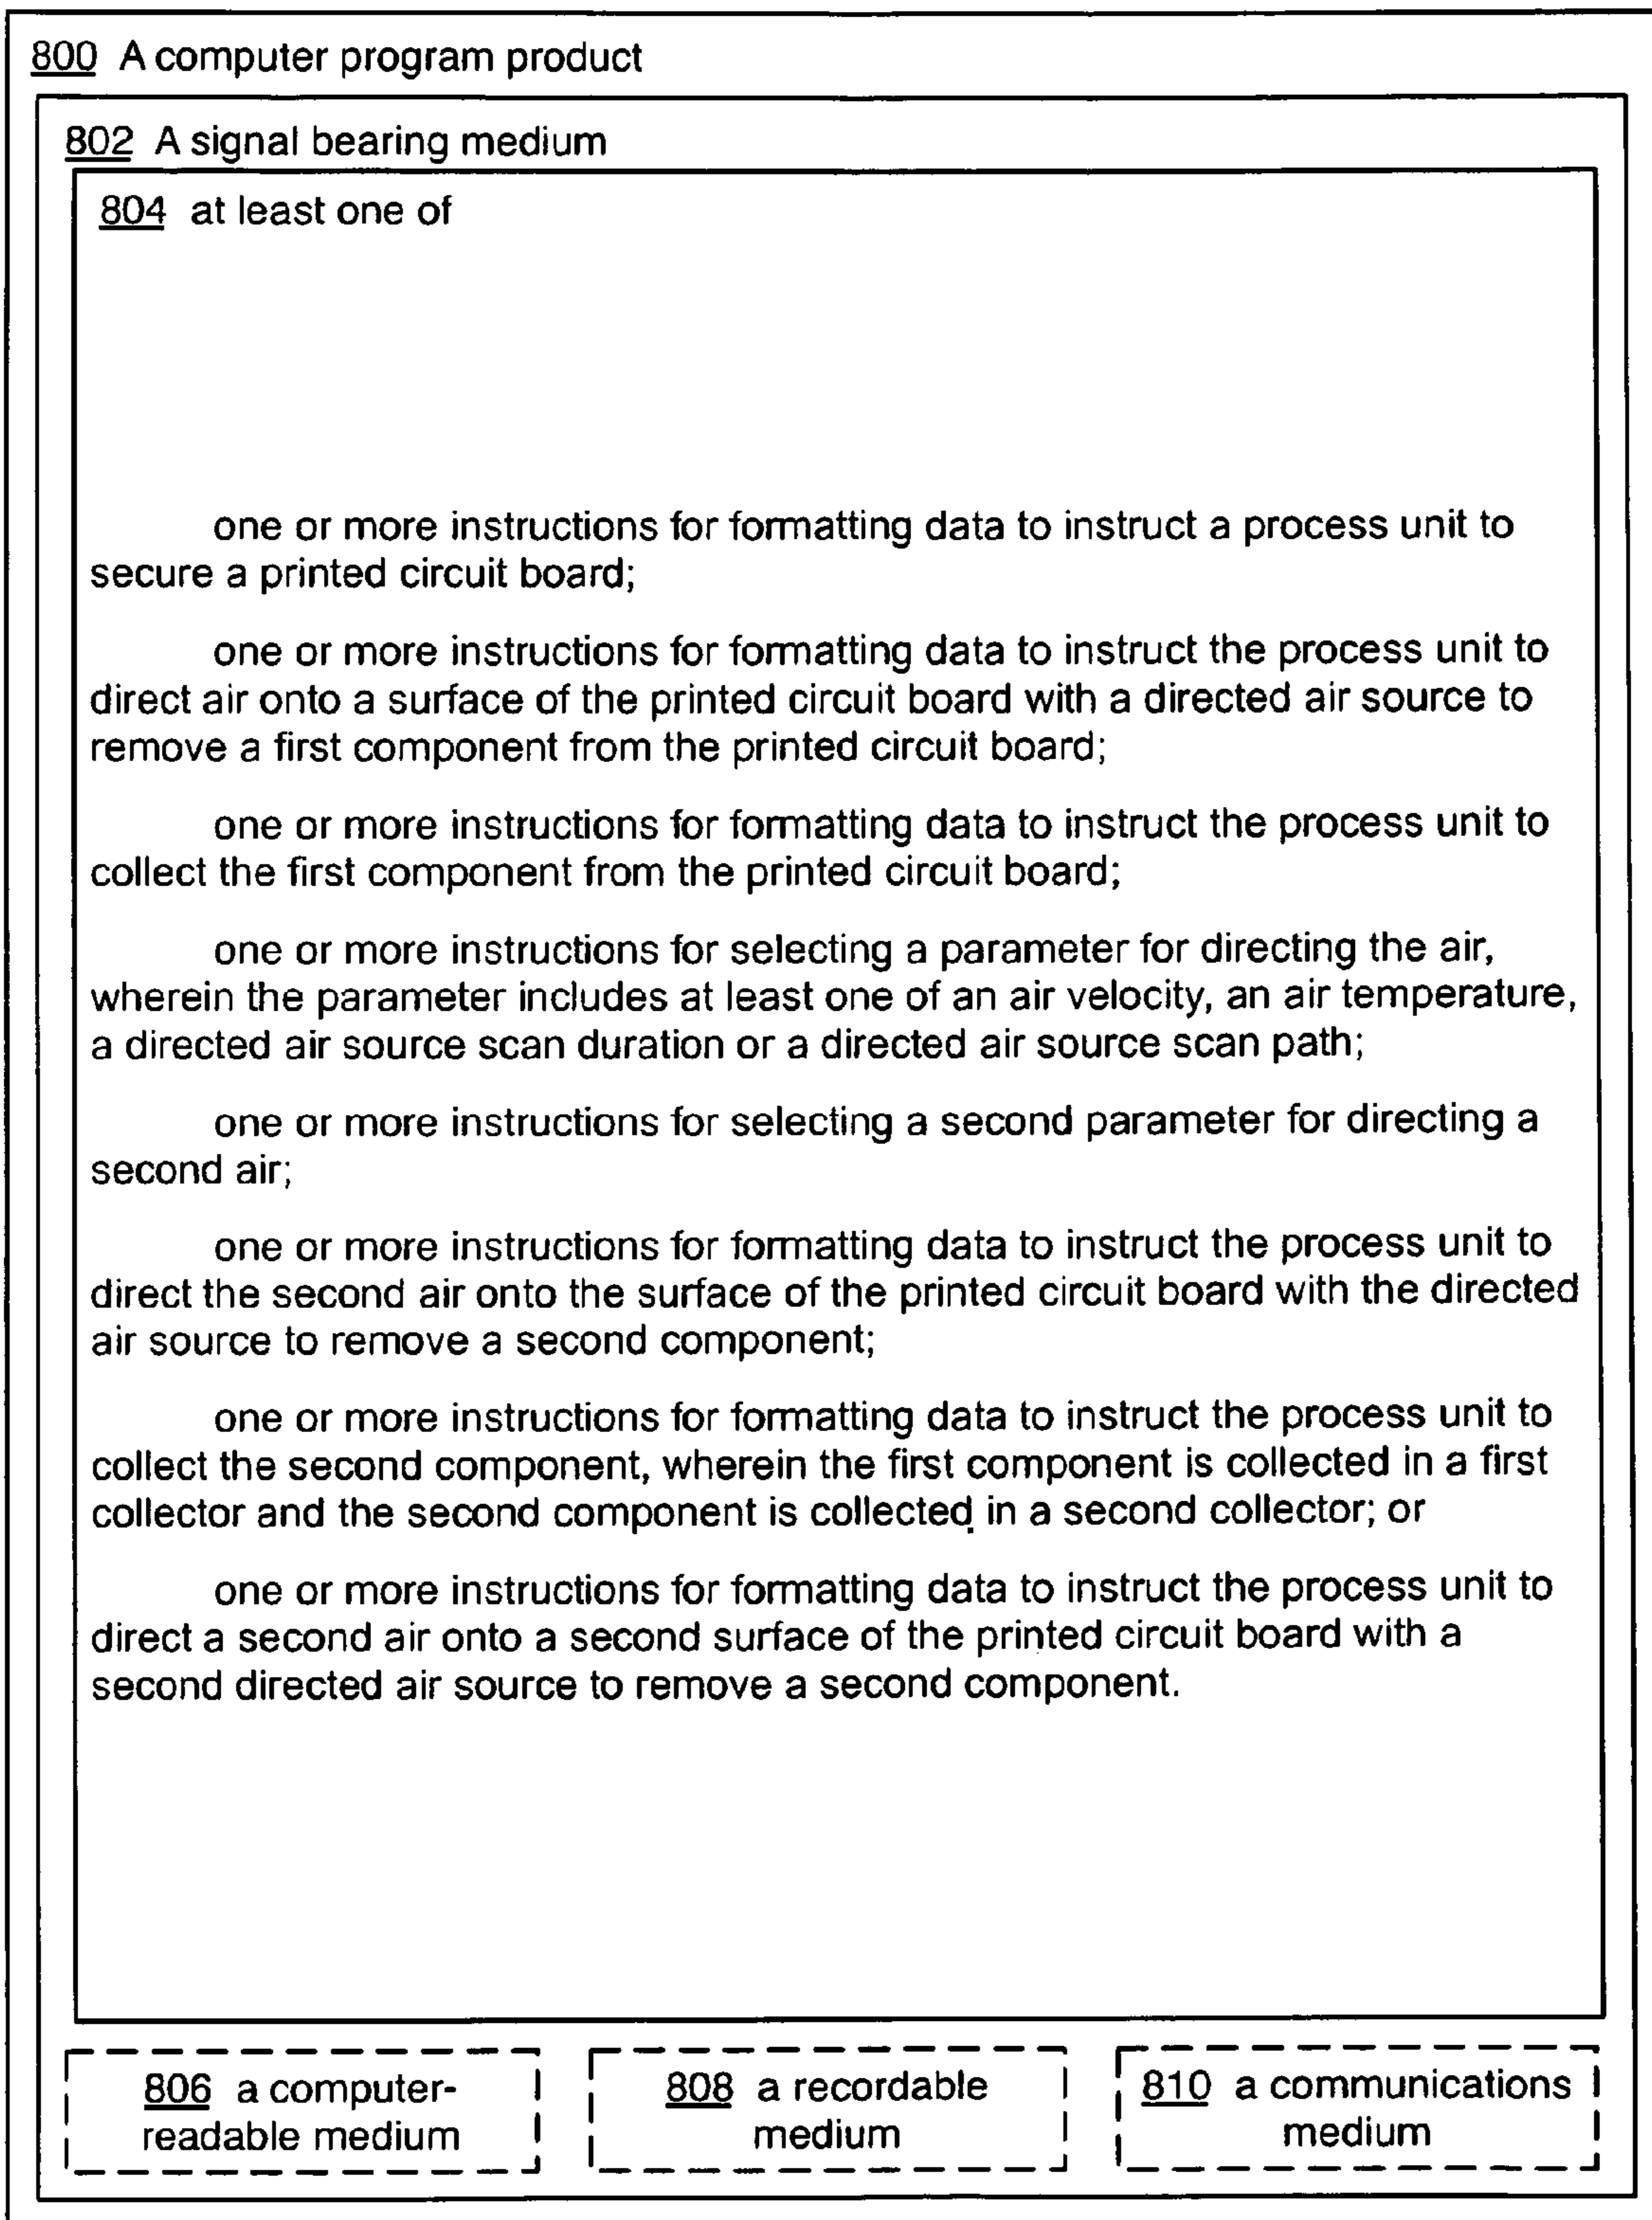 800 A computer program product
802 A signal bearing medium
804 at least one of
one or more instructions for formatting data to instruct a process unit to
secure a printed circuit board;
one or more instructions for formatting data to instruct the process unit to
direct air onto a surface of the printed circuit board with a directed air source to
remove a first component from the printed circuit board;
one or more instructions for formatting data to instruct the process unit to
collect the first component from the printed circuit board;
one or more instructions for selecting a parameter for directing the air,
wherein the parameter includes at least one of an air velocity, an air temperature,
a directed air source scan duration or a directed air source scan path;
one or more instructions for selecting a second parameter for directing a
second air;
one or more instructions for formatting data to instruct the process unit to
direct the second air onto the surface of the printed circuit board with the directed
air source to remove a second component;
one or more instructions for formatting data to instruct the process unit to
collect the second component, wherein the first component is collected in a first
collector and the second component is collected in a second collector; or
one or more instructions for formatting data to instruct the process unit to
direct a second air onto a second surface of the printed circuit board with a
second directed air source to remove a second component.
806 a computer-
readable medium
808 a recordable
medium
810 a communications
medium